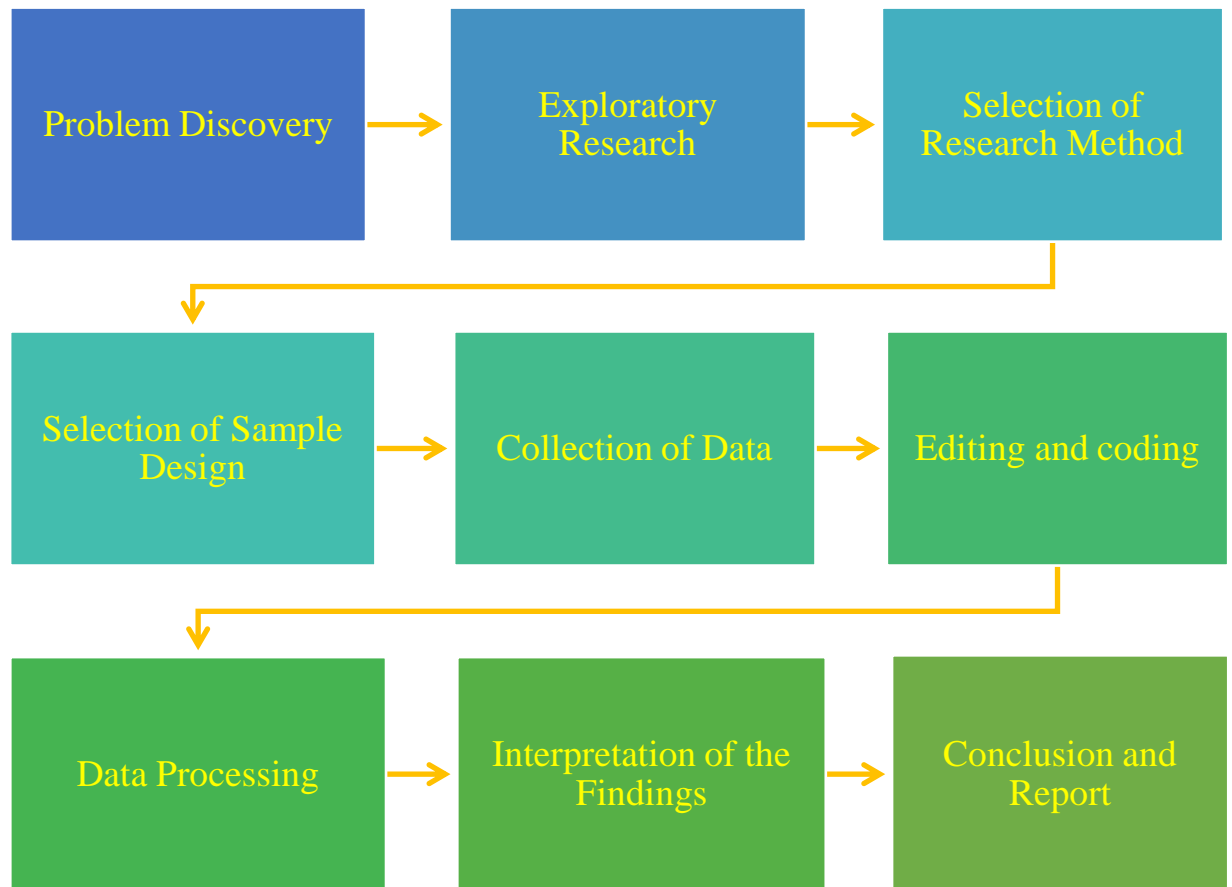 Problem Discovery
Exploratory
Research
Selection of
Research Method
Selection of Sample
Design
Collection of Data
Editing and coding
Data Processing
Interpretation of the
Findings
Conclusion and
Report